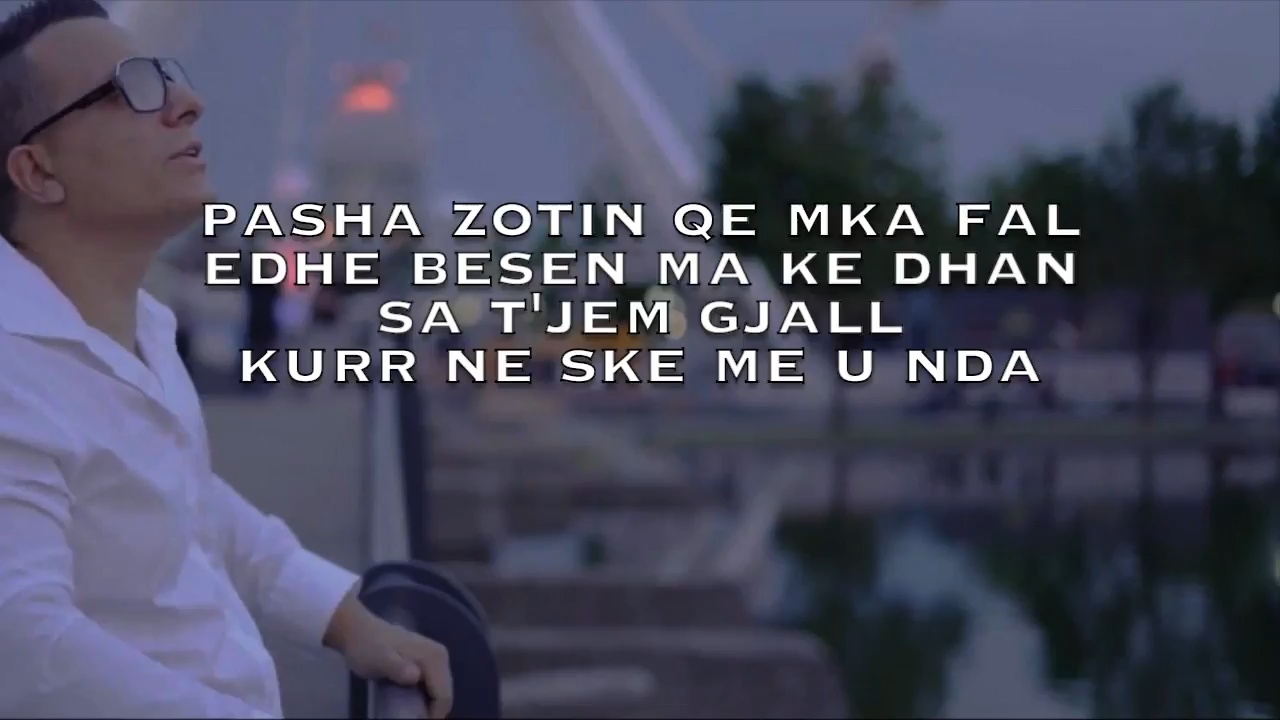 PASHA ZOTIN QE MKA FAL
EDHE BESEN MA KE DHAN
SA T'JEM GJALL
KURR NE SKE ME U NDA